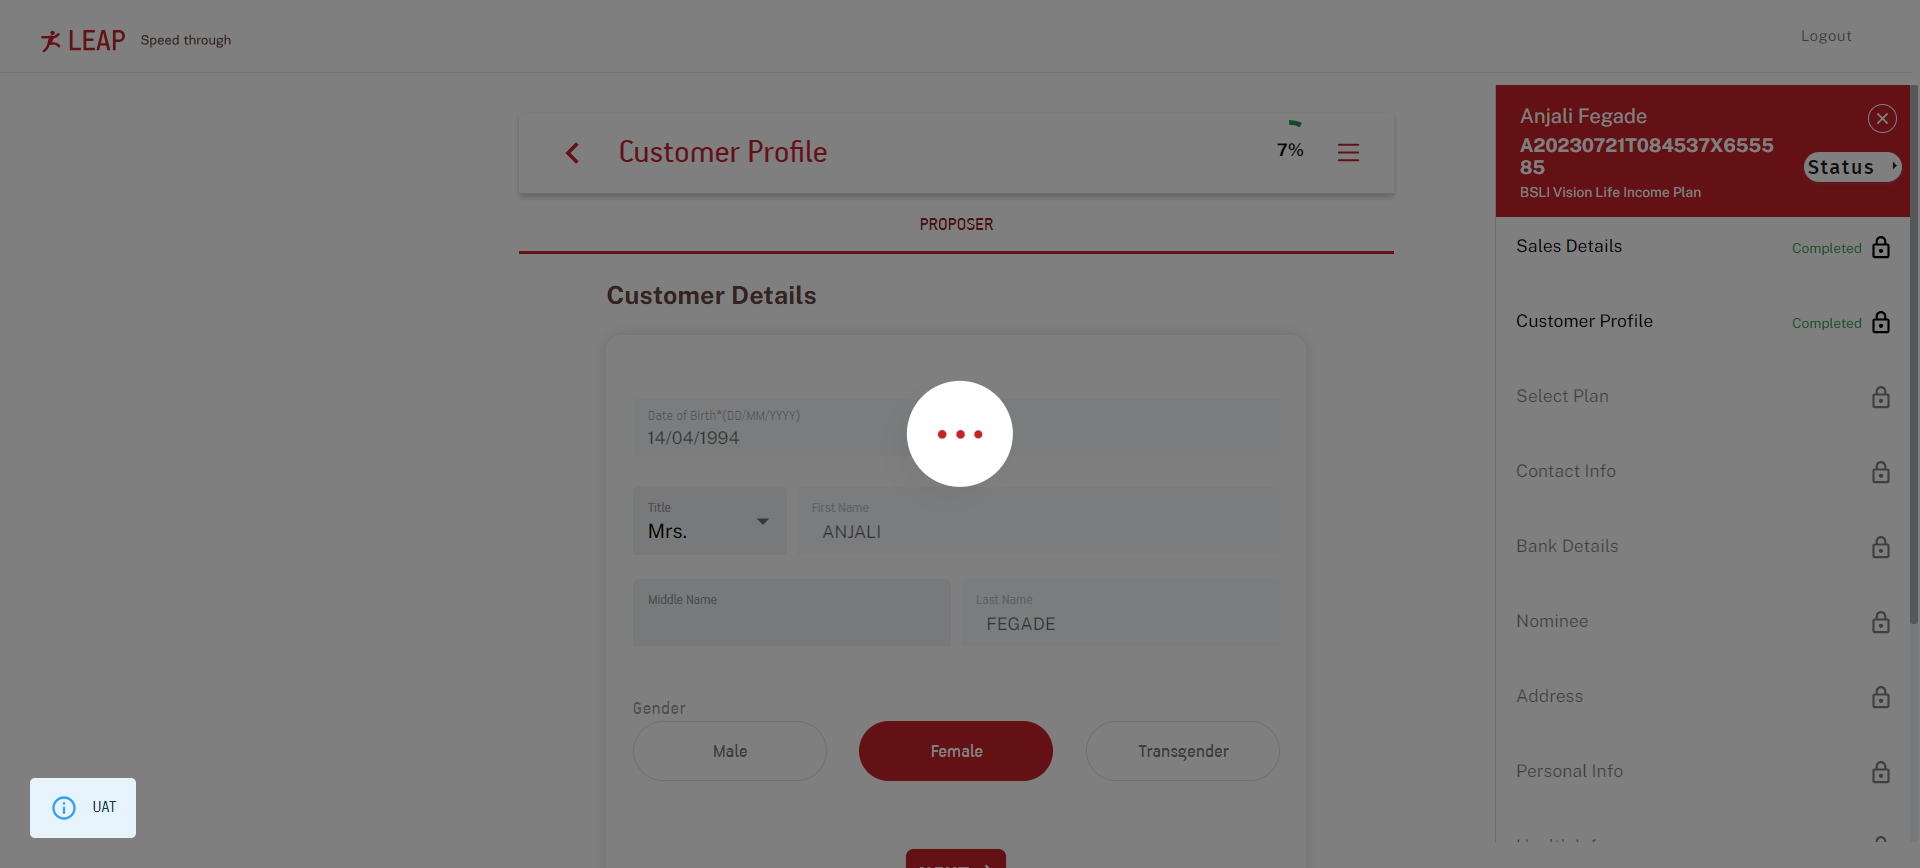 LEAP Speed through
Logout
Customer Profile
7%
PROPOSER
Customer Details
Date of Birth*(DD/MM/YYYY)
14/04/1994
Title
Mrs.
First Name
ANJALI
Middle Name
Last Name
FEGADE
Gender
Male
Female
Transgender
UAT
Anjali Fegade
A20230721T084537X6555
85
Status
BSLI Vision Life Income Plan
Sales Details Completed
Customer Profile Completed
Select Plan
Contact Info
Bank Details
Nominee
Address
Personal Info